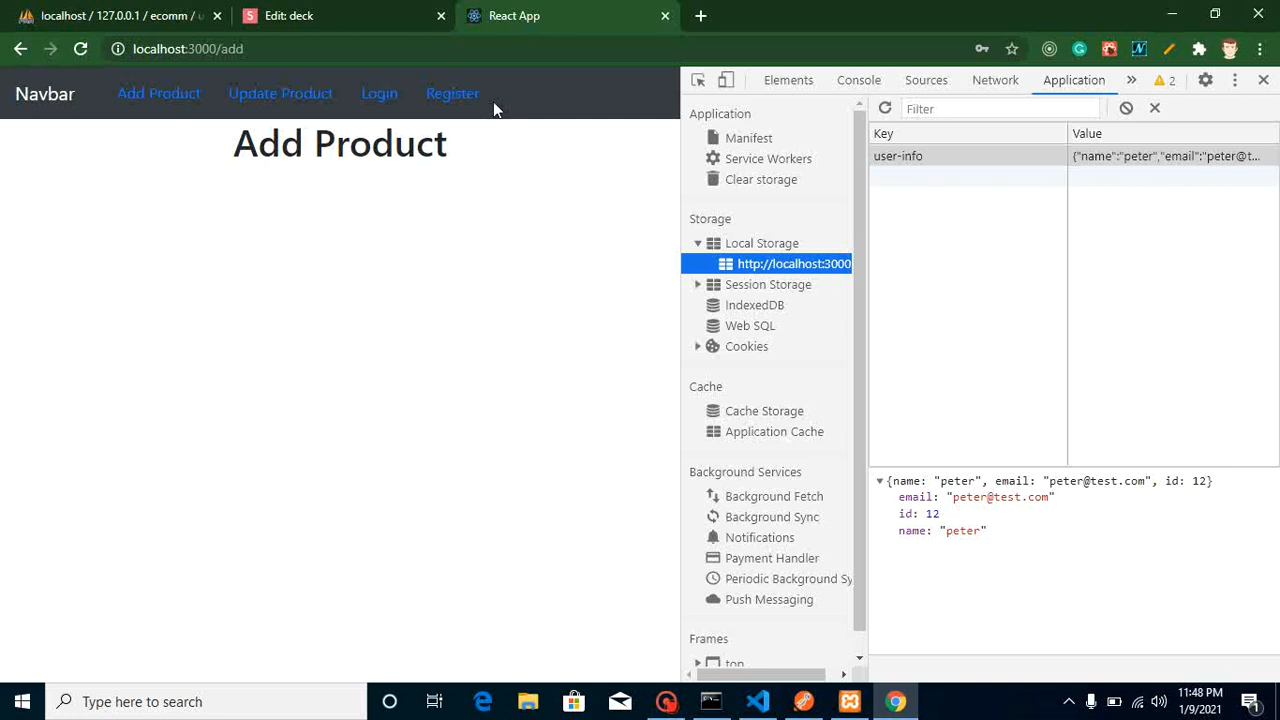 localhost / 127.0.0.1 / ecomm / u
Edit: deck
React App
localhost:3000/add
Navbar
Add Product
Update Product
Login
Register
Add Product
Elements
Console
Sources
Network
Application
2
Application
Manifest
Service Workers
Clear storage
Storage
Local Storage
http://localhost:3000
Session Storage
IndexedDB
Web SQL
Cookies
Cache
Cache Storage
Application Cache
Background Services
Background Fetch
Background Sync
Notifications
Payment Handler
Periodic Background Sy
Push Messaging
Frames
top
Filter
Key Value
user-info {"name":"peter","email":"peter@t...
{name: "peter", email: "peter@test.com", id: 12}
email: "peter@test.com"
id: 12
name: "peter"
Type here to search
11:48 PM
1/9/2021